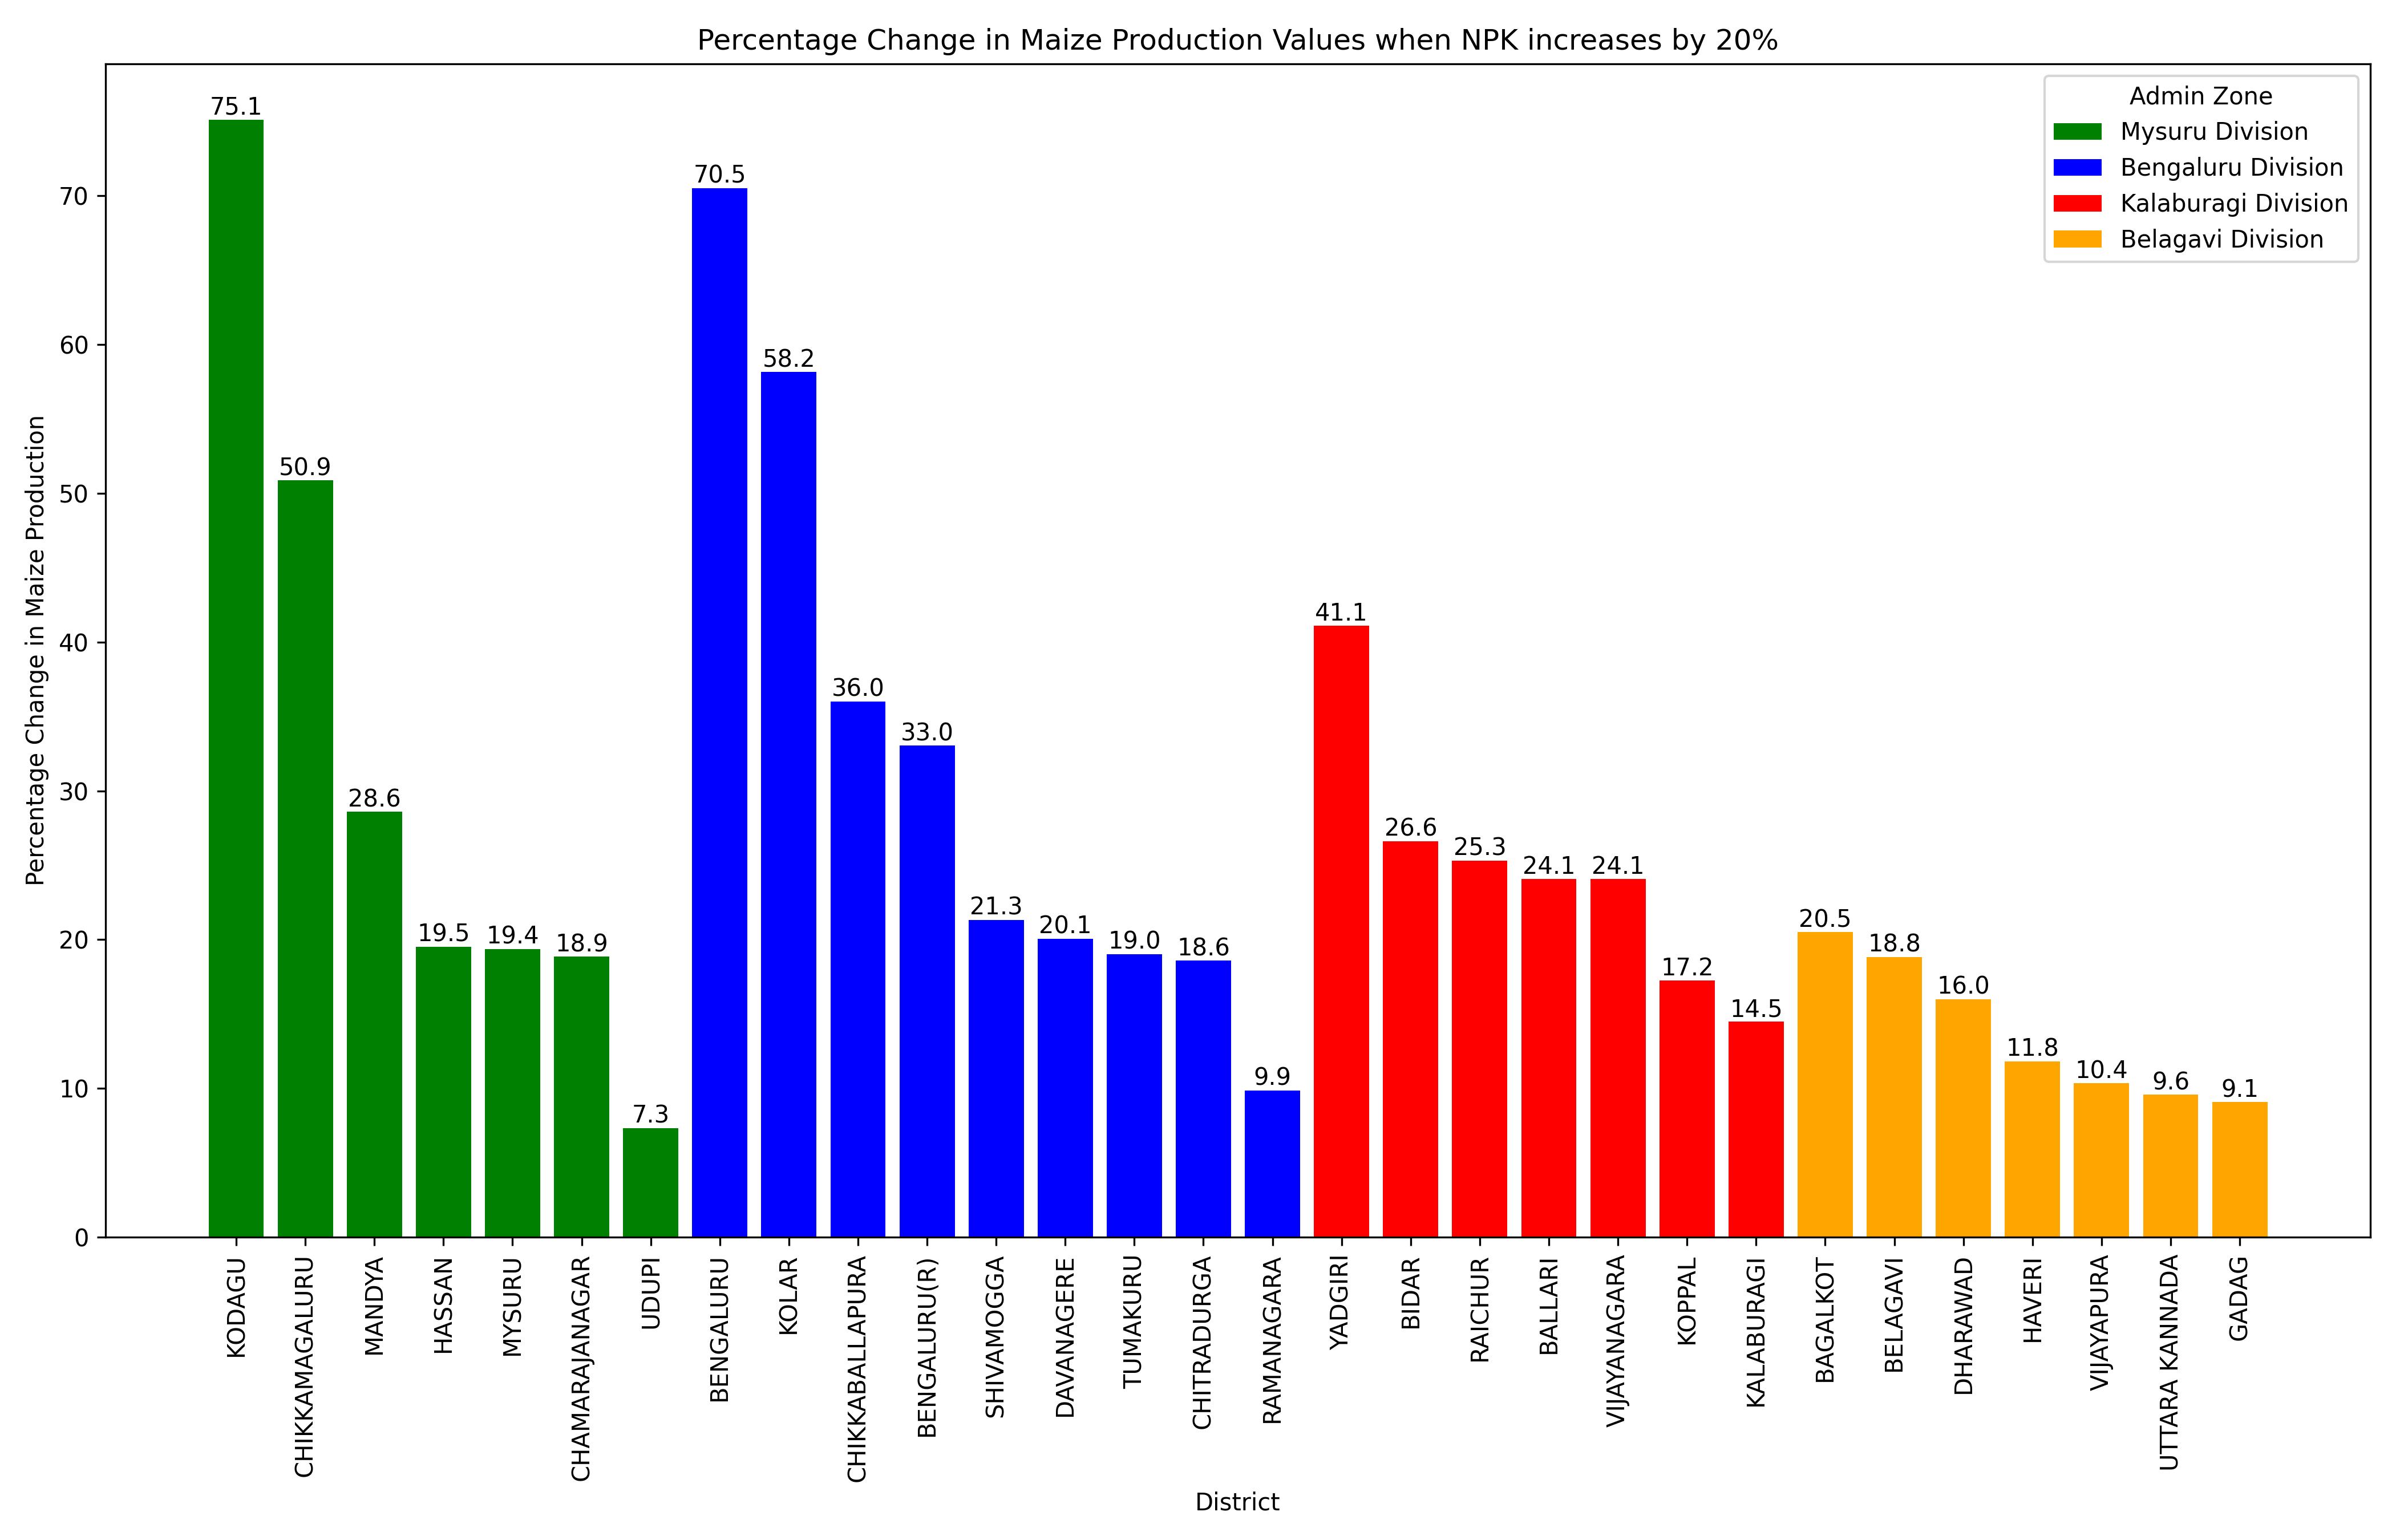 Percentage Change in Maize Production Values when NPK increases by 20%
Admin Zone
Mysuru Division
Bengaluru Division
Kalaburagi Division
Belagavi Division
Percentage Change in Maize Production
70
60
50
40
30
20
10
0
75.1
50.9
28.6
19.5
19.4
18.9
7.3
70.5
58.2
36.0
33.0
21.3
20.1
19.0
18.6
9.9
41.1
26.6
25.3
24.1
24.1
17.2
14.5
20.5
18.8
16.0
11.8
10.4
9.6
9.1
KODAGU
CHIKKAMAGALURU
MANDYA
HASSAN
MYSURU
CHAMARAJANAGAR
UDUPI
BENGALURU
KOLAR
CHIKKABALLAPURA
BENGALURU(R)
SHIVAMOGGA
DAVANAGERE
TUMAKURU
CHITRADURGA
RAMANAGARA
YADGIRI
BIDAR
RAICHUR
BALLARI
VIJAYANAGARA
KOPPAL
KALABURAGI
BAGALKOT
BELAGAVI
DHARAWAD
HAVERI
VIJAYAPURA
UTTARA KANNADA
GADAG
District